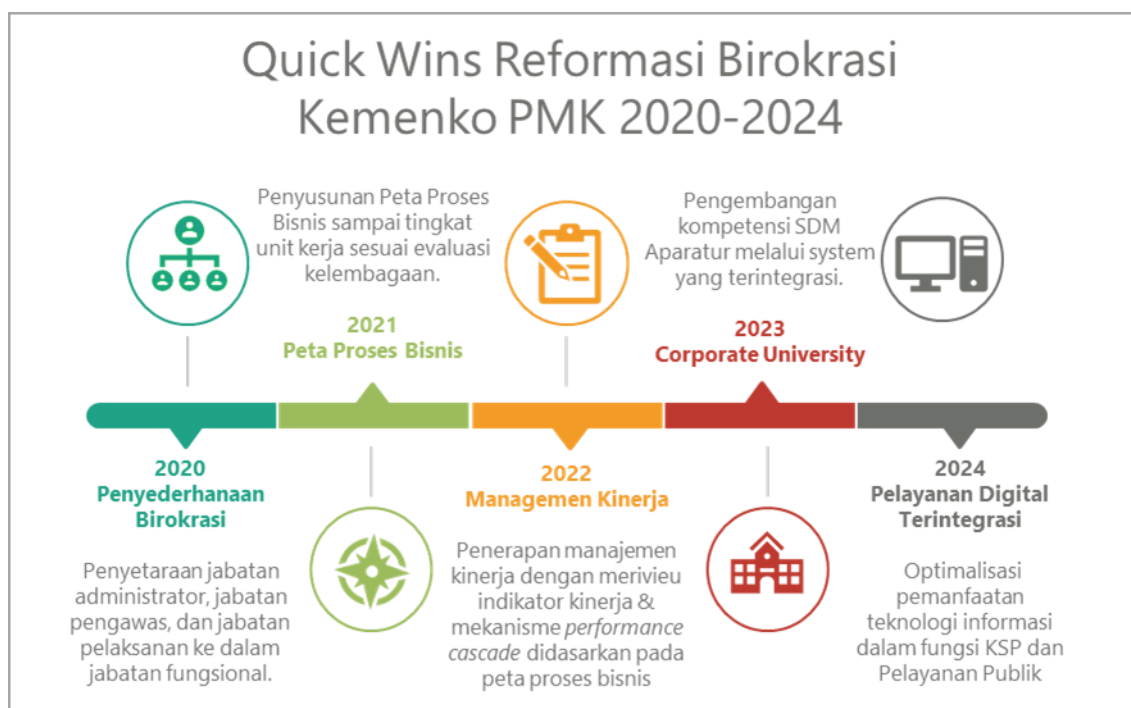 Quick Wins Reformasi Birokrasi
Kemenko PMK 2020-2024
Penyusunan Peta Proses
Bisnis sampai tingkat
unit kerja sesuai evaluasi
kelembagaan.
2021
Peta Proses Bisnis
Pengembangan
kompetensi SDM
Aparatur melalui system
yang terintegrasi.
2023
Corporate University
2020
Penyederhanaan
Birokrasi
Penyetaraan jabatan
administrator, jabatan
pengawas, dan jabatan
pelaksanan ke dalam
jabatan fungsional.
2022
Managemen Kinerja
Penerapan manajemen
kinerja dengan merivieu
indikator kinerja &
mekanisme performance
cascade didasarkan pada
peta proses bisnis
2024
Pelayanan Digital
Terintegrasi
Optimalisasi
pemanfaatan
teknologi informasi
dalam fungsi KSP dan
Pelayanan Publik